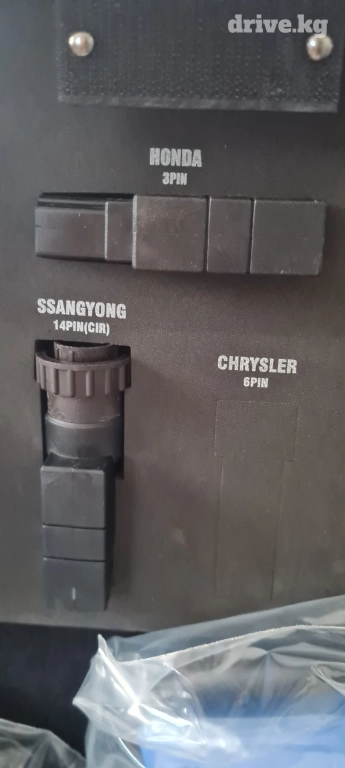 drive.kg
HONDA
3PIN
SSANGYONG
14PIN(CIR)
CHRYSLER
6PIN